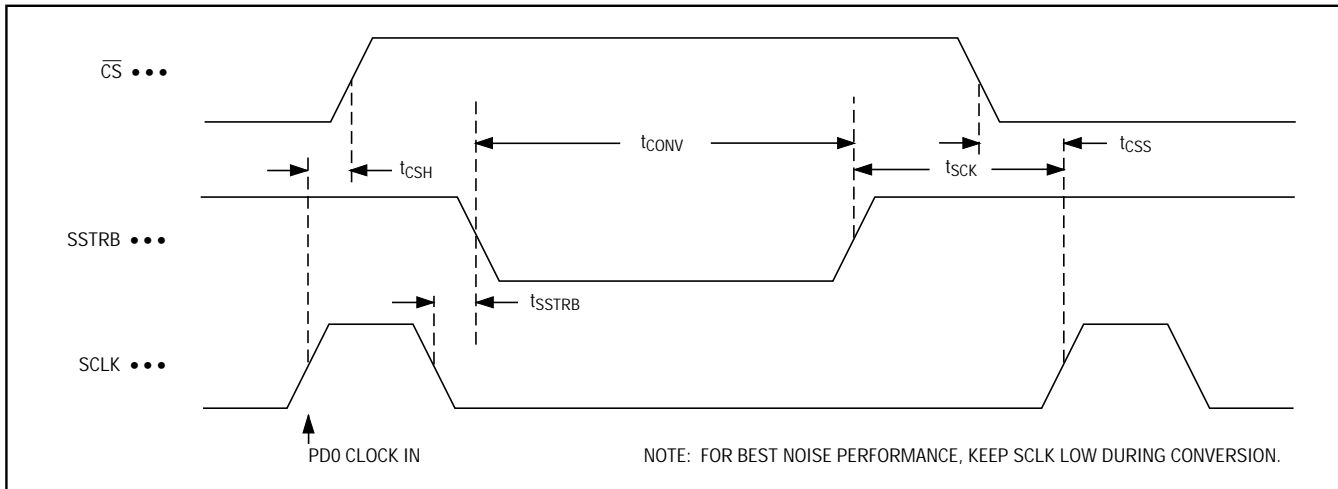 CS •••
tCONV
tCSS
tCSH
tSCK
SSTRB •••
tSSTRB
SCLK •••
PD0 CLOCK IN
NOTE: FOR BEST NOISE PERFORMANCE, KEEP SCLK LOW DURING CONVERSION.